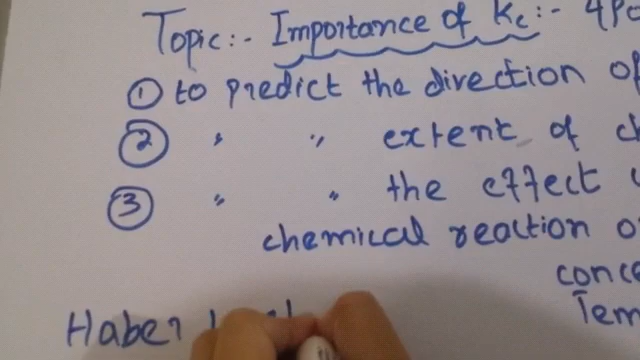 Topic:- Importance of Kc:-
① to predict the direction of
② " " extent of
③ " " the effect
chemical reaction
conce
Tem
Haber